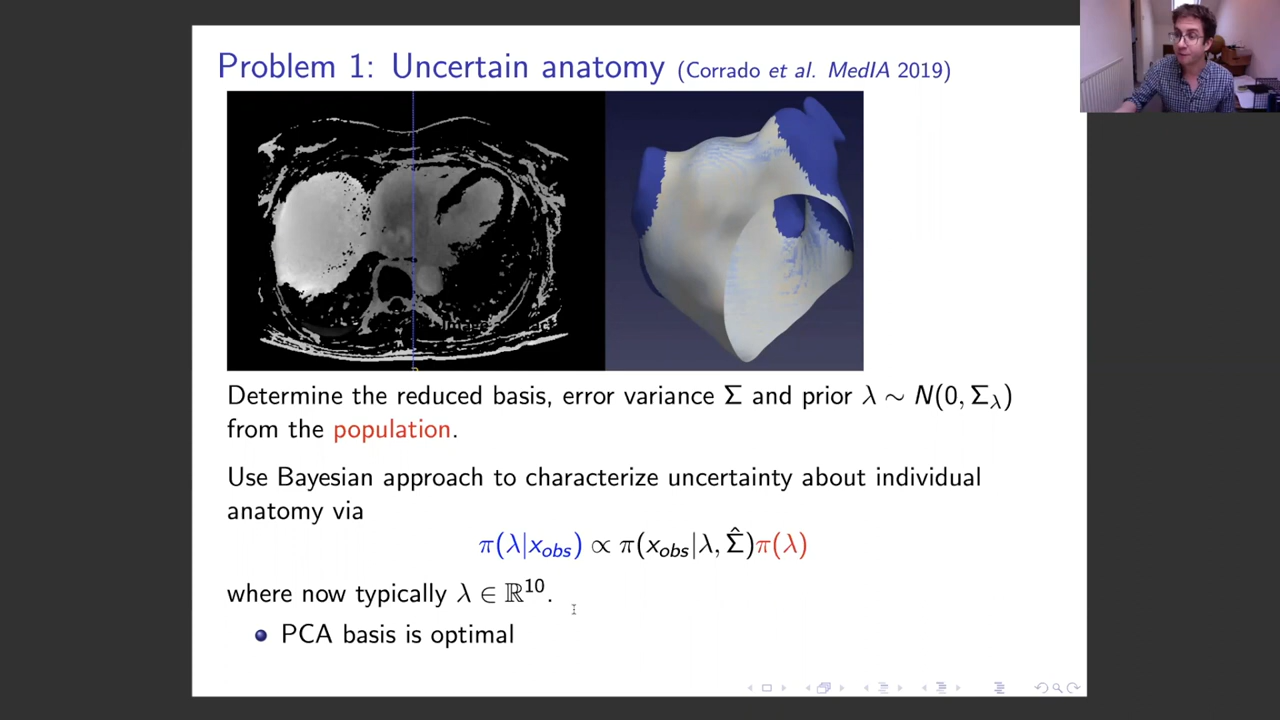 Problem 1: Uncertain anatomy (Corrado et al. MedIA 2019)
Determine the reduced basis, error variance Σ and prior λ ∼ N(0, Σ_λ)
from the population.
Use Bayesian approach to characterize uncertainty about individual
anatomy via
π(λ|x_obs) ∝ π(x_obs|λ, Σ̂)π(λ)
where now typically λ ∈ ℝ¹⁰.
PCA basis is optimal